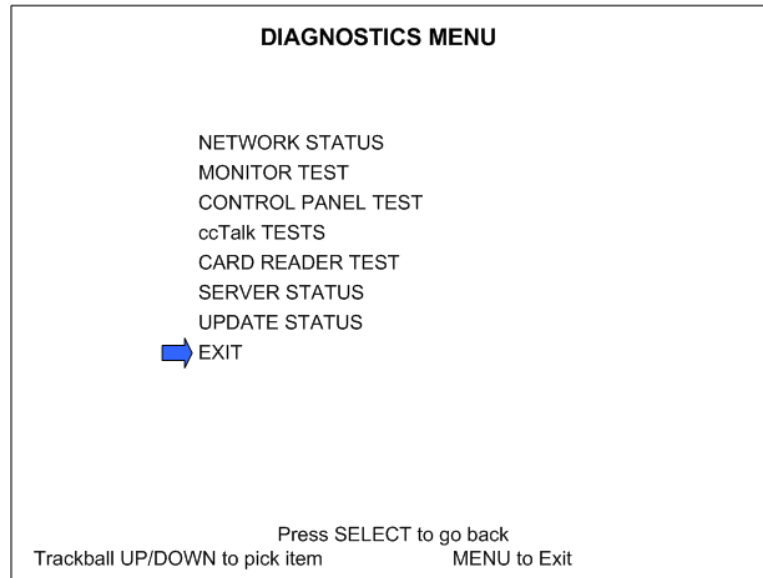 DIAGNOSTICS MENU
NETWORK STATUS
MONITOR TEST
CONTROL PANEL TEST
ccTalk TESTS
CARD READER TEST
SERVER STATUS
UPDATE STATUS
EXIT
Press SELECT to go back
Trackball UP/DOWN to pick item MENU to Exit